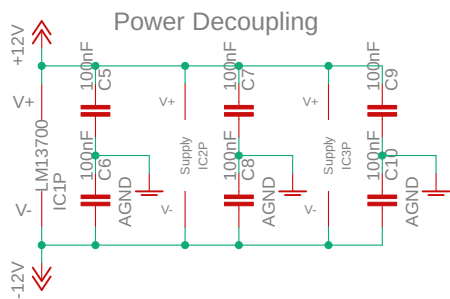 Power Decoupling
+12V
V+
LM13700
IC1P
V-
-12V
100nF
C5
100nF
C6
AGND
V+
Supply
IC2P
V-
100nF
C7
100nF
C8
AGND
V+
Supply
IC3P
V-
100nF
C9
100nF
C10
AGND